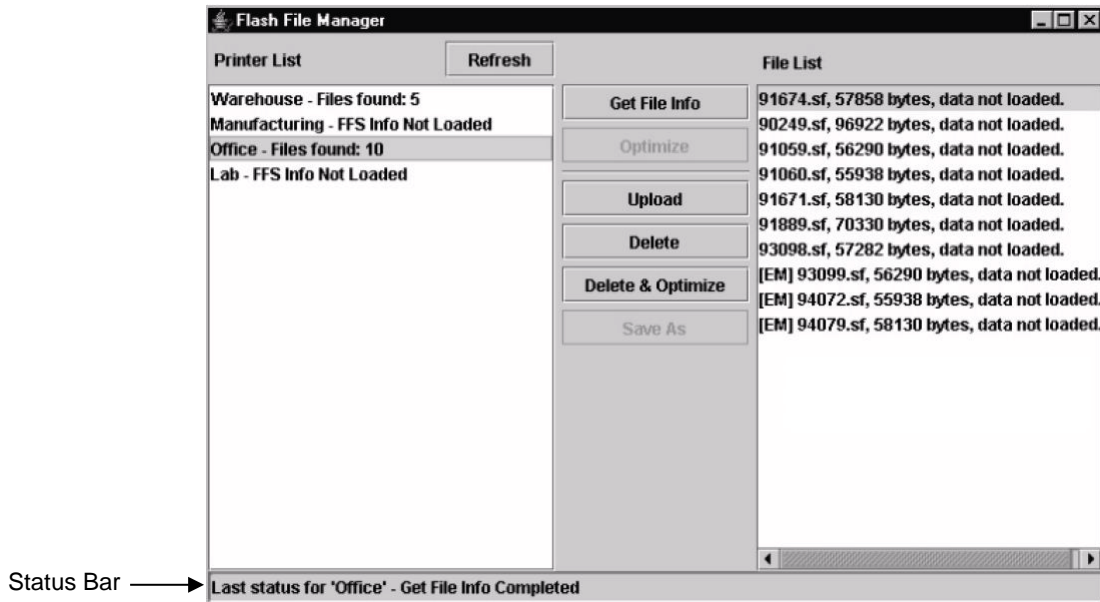 Flash File Manager
Printer List
Refresh
File List
Warehouse - Files found: 5
Manufacturing - FFS Info Not Loaded
Office - Files found: 10
Lab - FFS Info Not Loaded
Get File Info
Optimize
Upload
Delete
Delete & Optimize
Save As
91674.sf, 57858 bytes, data not loaded.
90249.sf, 96922 bytes, data not loaded.
91059.sf, 56290 bytes, data not loaded.
91060.sf, 55938 bytes, data not loaded.
91671.sf, 58130 bytes, data not loaded.
91889.sf, 70330 bytes, data not loaded.
93098.sf, 57282 bytes, data not loaded.
[EM] 93099.sf, 56290 bytes, data not loaded.
[EM] 94072.sf, 55938 bytes, data not loaded.
[EM] 94079.sf, 58130 bytes, data not loaded.
Status Bar
Last status for 'Office' - Get File Info Completed